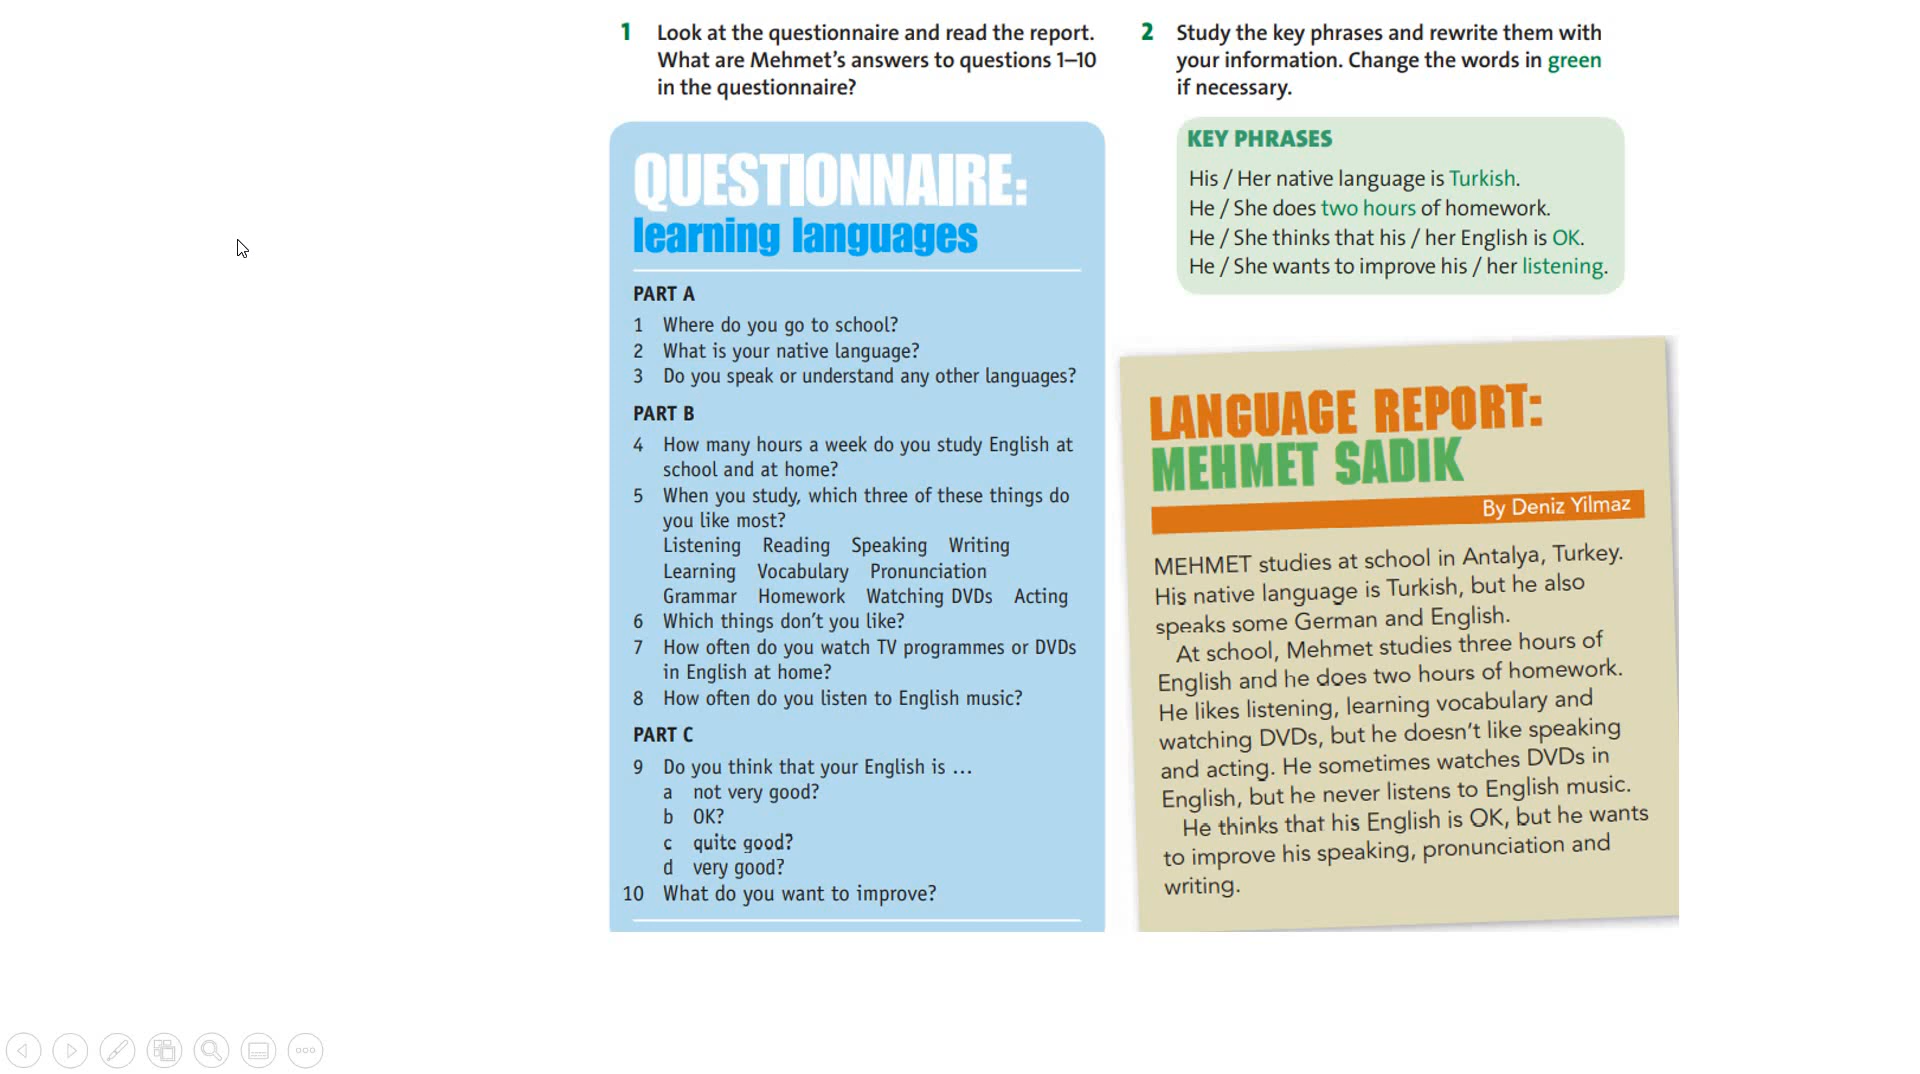 1 Look at the questionnaire and read the report.
What are Mehmet's answers to questions 1–10
in the questionnaire?
QUESTIONNAIRE:
learning languages
PART A
1 Where do you go to school?
2 What is your native language?
3 Do you speak or understand any other languages?
PART B
4 How many hours a week do you study English at
school and at home?
5 When you study, which three of these things do
you like most?
Listening Reading Speaking Writing
Learning Vocabulary Pronunciation
Grammar Homework Watching DVDs Acting
6 Which things don't you like?
7 How often do you watch TV programmes or DVDs
in English at home?
8 How often do you listen to English music?
PART C
9 Do you think that your English is ...
a not very good?
b OK?
c quite good?
d very good?
10 What do you want to improve?
2 Study the key phrases and rewrite them with
your information. Change the words in green
if necessary.
KEY PHRASES
His / Her native language is Turkish.
He / She does two hours of homework.
He / She thinks that his / her English is OK.
He / She wants to improve his / her listening.
LANGUAGE REPORT:
MEHMET SADIK
By Deniz Yilmaz
MEHMET studies at school in Antalya, Turkey.
His native language is Turkish, but he also
speaks some German and English.
At school, Mehmet studies three hours of
English and he does two hours of homework.
He likes listening, learning vocabulary and
watching DVDs, but he doesn't like speaking
and acting. He sometimes watches DVDs in
English, but he never listens to English music.
He thinks that his English is OK, but he wants
to improve his speaking, pronunciation and
writing.